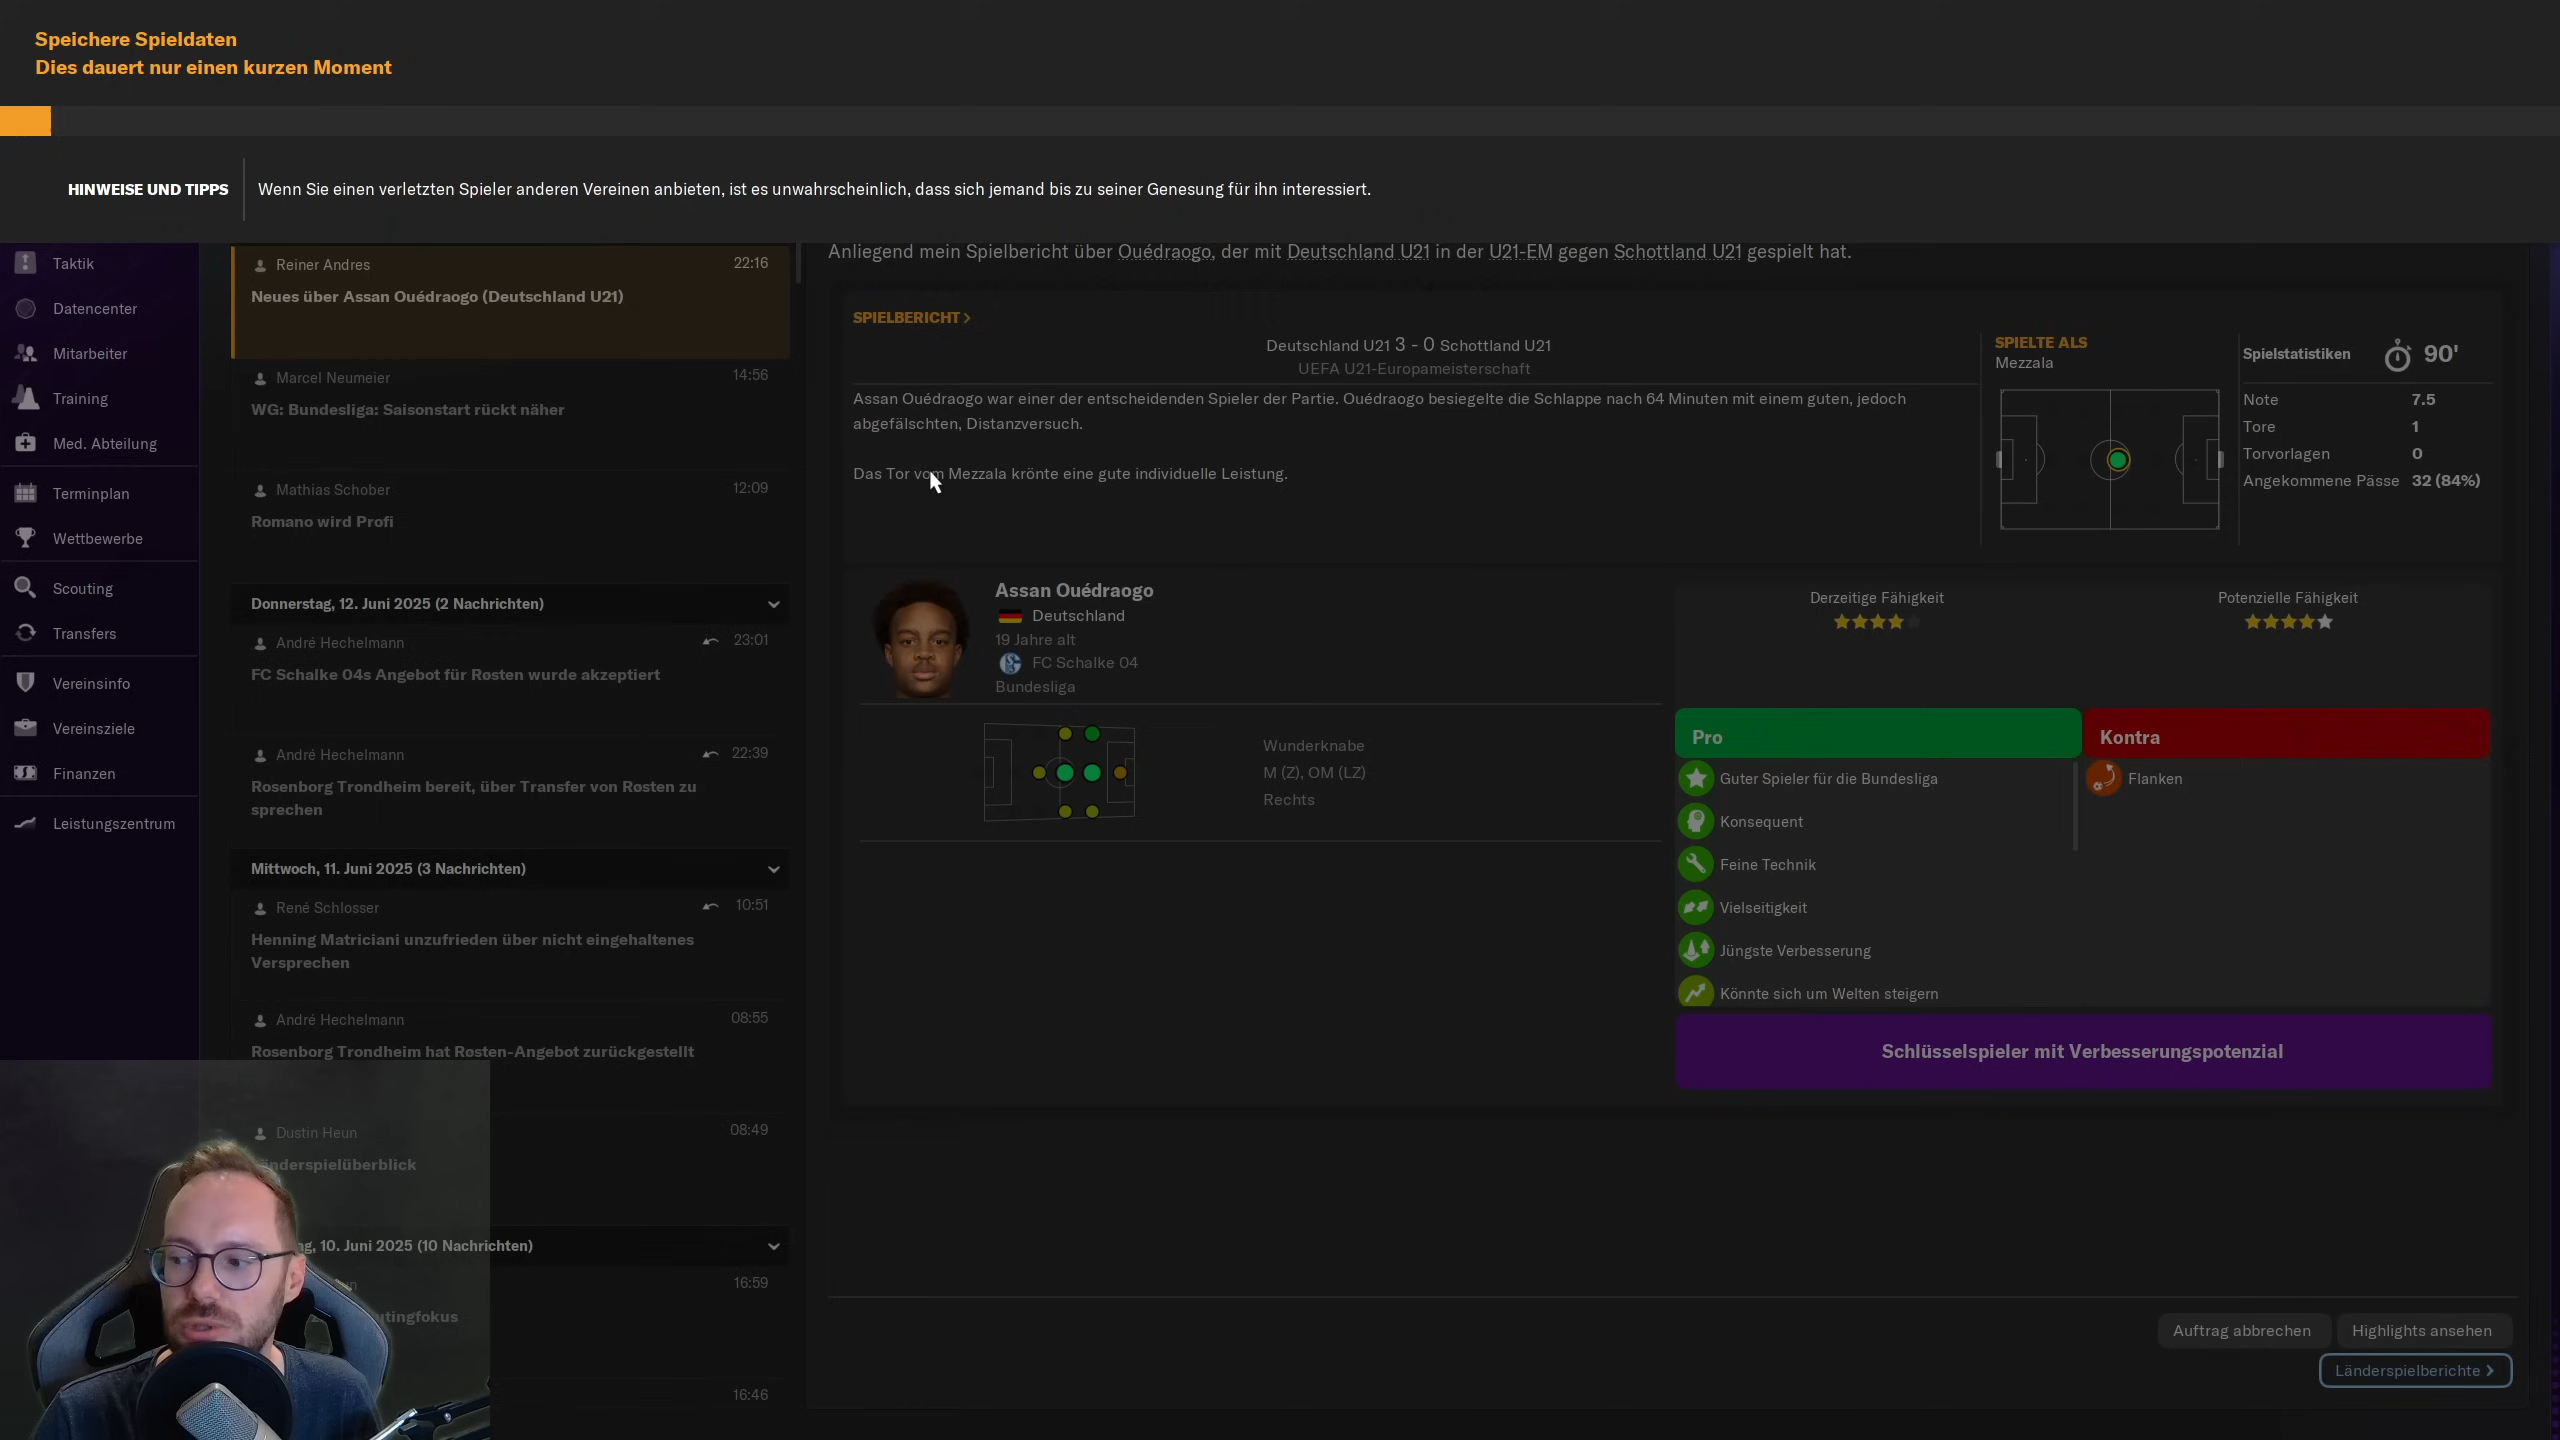 Speichere Spieldaten
Dies dauert nur einen kurzen Moment
HINWEISE UND TIPPS
Wenn Sie einen verletzten Spieler anderen Vereinen anbieten, ist es unwahrscheinlich, dass sich jemand bis zu seiner Genesung für ihn interessiert.
Taktik
Datencenter
Mitarbeiter
Training
Med. Abteilung
Terminplan
Wettbewerbe
Scouting
Transfers
Vereinsinfo
Vereinsziele
Finanzen
Leistungszentrum
Reiner Andres 22:16
Neues über Assan Ouédraogo (Deutschland U21)
Marcel Neumeier 14:56
WG: Bundesliga: Saisonstart rückt näher
Mathias Schober 12:09
Romano wird Profi
Donnerstag, 12. Juni 2025 (2 Nachrichten)
André Hechelmann 23:01
FC Schalke 04s Angebot für Røsten wurde akzeptiert
André Hechelmann 22:39
Rosenborg Trondheim bereit, über Transfer von Røsten zu
sprechen
Mittwoch, 11. Juni 2025 (3 Nachrichten)
René Schlosser 10:51
Henning Matriciani unzufrieden über nicht eingehaltenes
Versprechen
André Hechelmann 08:55
Rosenborg Trondheim hat Røsten-Angebot zurückgestellt
Dustin Heun 08:49
nderspielüberblick
ng, 10. Juni 2025 (10 Nachrichten)
16:59
utingfokus
16:46
Anliegend mein Spielbericht über Ouédraogo, der mit Deutschland U21 in der U21-EM gegen Schottland U21 gespielt hat.
SPIELBERICHT >
Deutschland U21 3 - 0 Schottland U21
UEFA U21-Europameisterschaft
Assan Ouédraogo war einer der entscheidenden Spieler der Partie. Ouédraogo besiegelte die Schlappe nach 64 Minuten mit einem guten, jedoch
abgefälschten, Distanzversuch.
Das Tor vom Mezzala krönte eine gute individuelle Leistung.
SPIELTE ALS
Mezzala
Spielstatistiken 90'
Note 7.5
Tore 1
Torvorlagen 0
Angekommene Pässe 32 (84%)
Assan Ouédraogo
Deutschland
19 Jahre alt
FC Schalke 04
Bundesliga
Wunderknabe
M (Z), OM (LZ)
Rechts
Derzeitige Fähigkeit
Potenzielle Fähigkeit
Pro
Guter Spieler für die Bundesliga
Konsequent
Feine Technik
Vielseitigkeit
Jüngste Verbesserung
Könnte sich um Welten steigern
Kontra
Flanken
Schlüsselspieler mit Verbesserungspotenzial
Auftrag abbrechen
Highlights ansehen
Länderspielberichte >